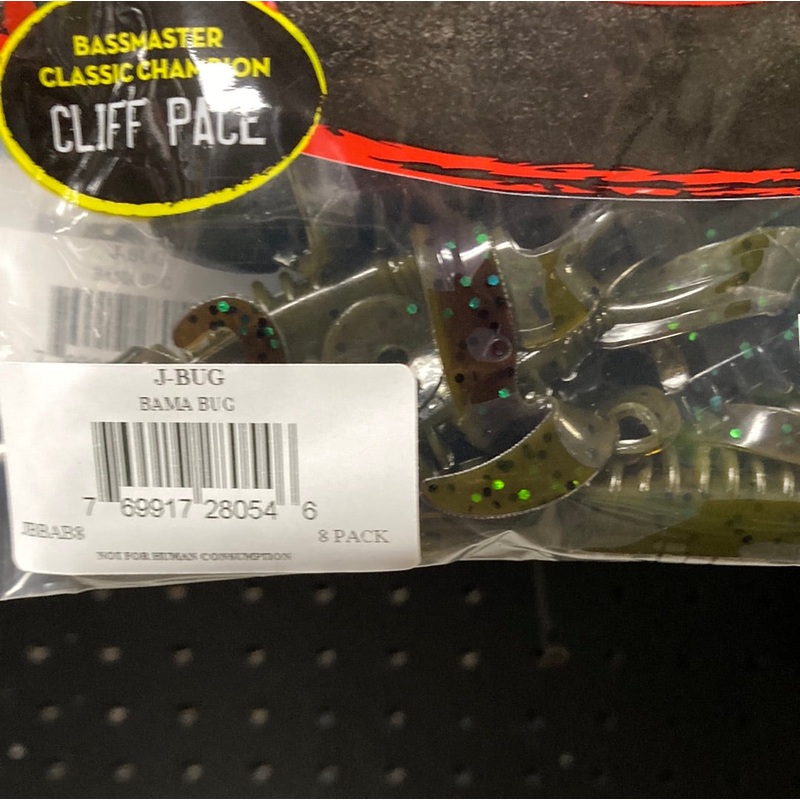 BASSMASTER
CLASSIC CHAMPION
CLIFF PACE
J-BUG
BAMA BUG
7 69917 28054 6
JBBAB8
8 PACK
NOT FOR HUMAN CONSUMPTION